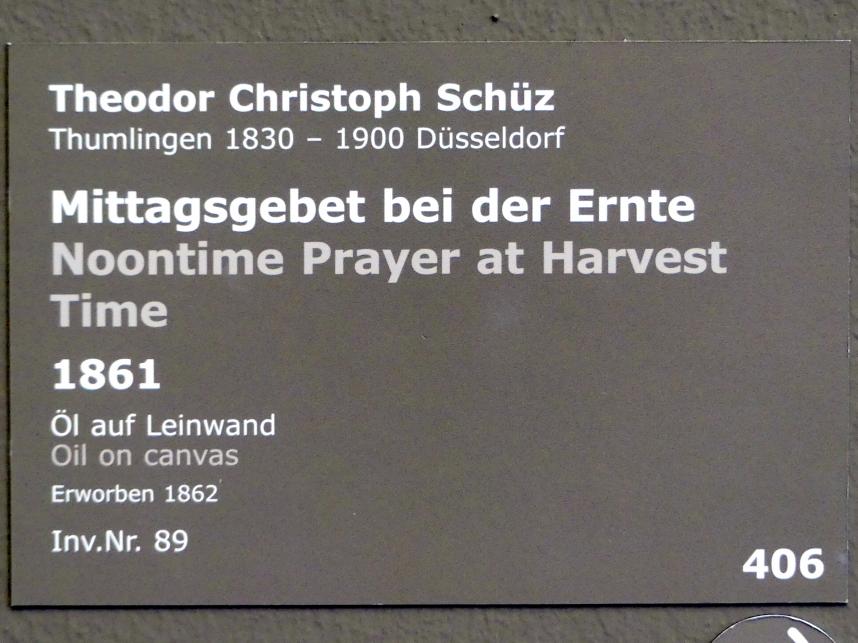 Theodor Christoph Schüz
Thumlingen 1830 – 1900 Düsseldorf
Mittagsgebet bei der Ernte
Noontime Prayer at Harvest
Time
1861
Öl auf Leinwand
Oil on canvas
Erworben 1862
Inv.Nr. 89
406